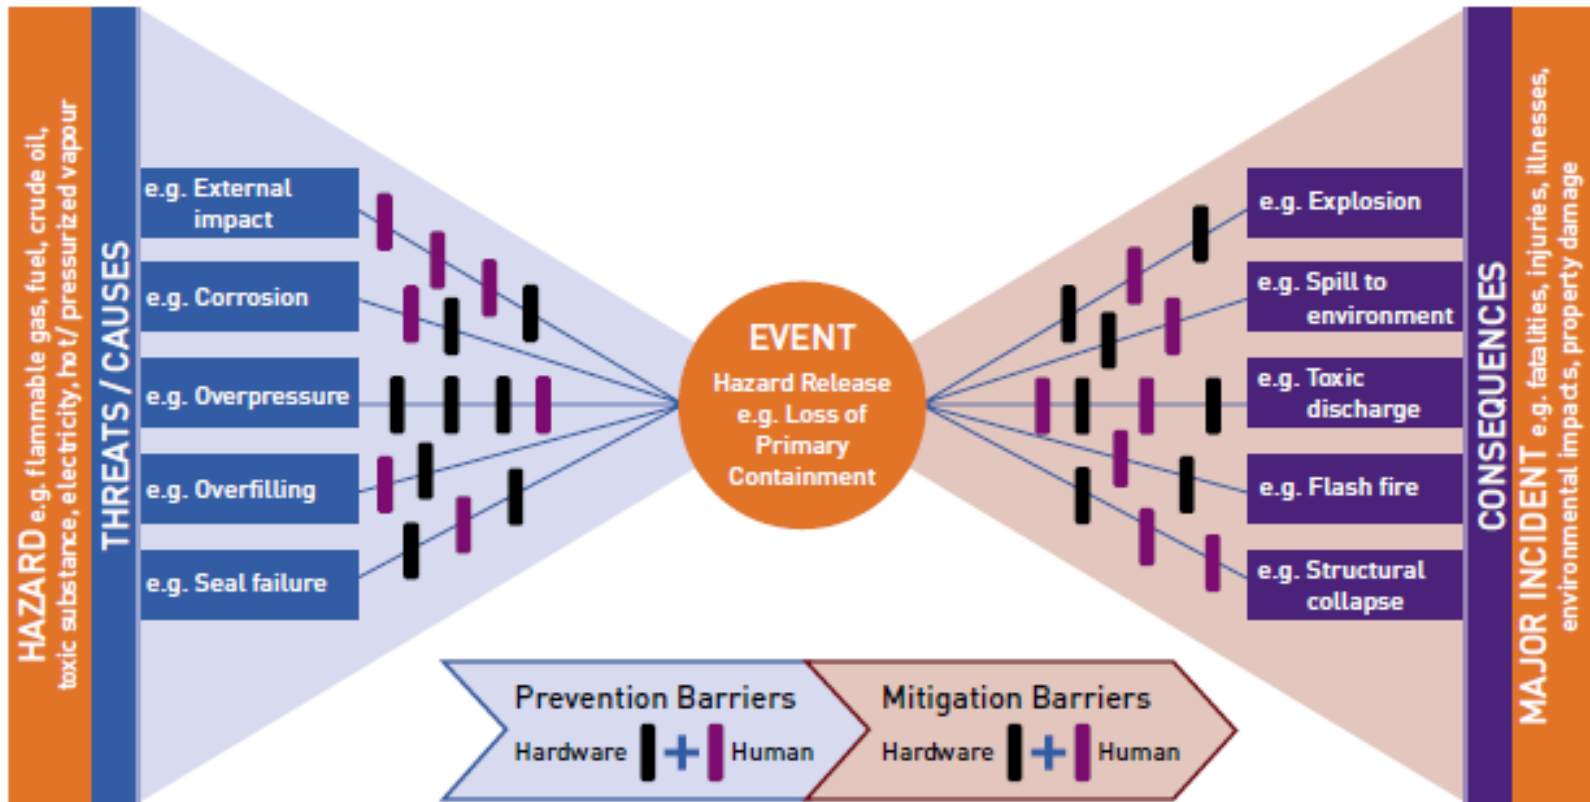 HAZARD e.g. flammable gas, fuel, crude oil,
toxic substance, electricity, hot/ pressurized vapour
THREATS / CAUSES
e.g. External
impact
e.g. Corrosion
e.g. Overpressure
e.g. Overfilling
e.g. Seal failure
EVENT
Hazard Release
e.g. Loss of
Primary
Containment
e.g. Explosion
e.g. Spill to
environment
e.g. Toxic
discharge
e.g. Flash fire
e.g. Structural
collapse
CONSEQUENCES
MAJOR INCIDENT e.g. fatalities, injuries, illnesses,
environmental impacts, property damage
Prevention Barriers
Hardware + Human
Mitigation Barriers
Hardware + Human